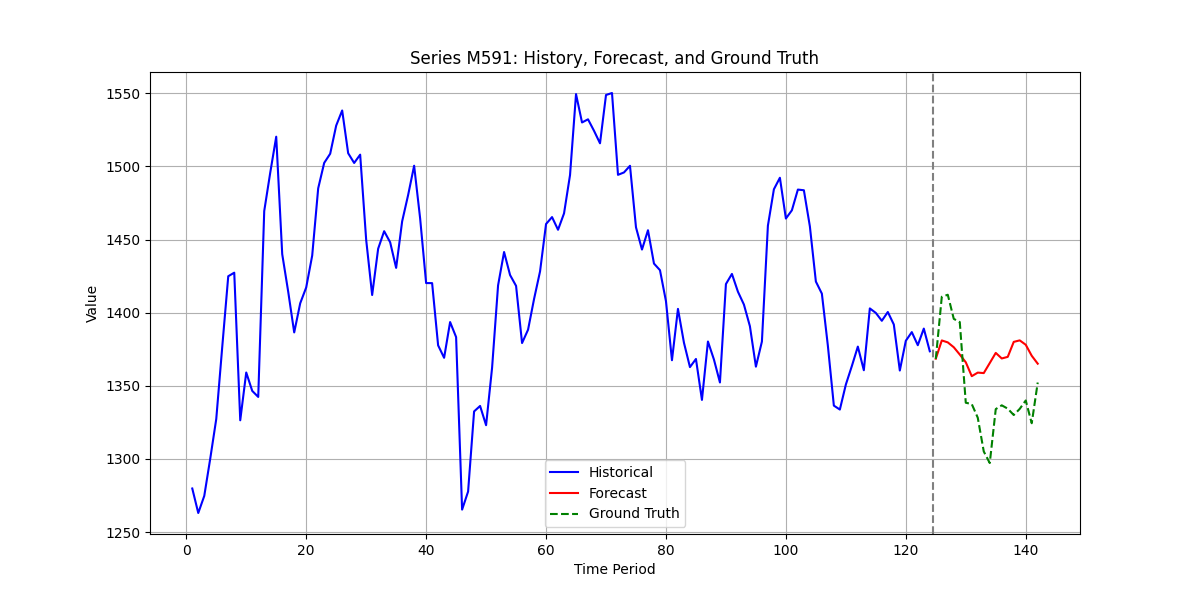 Series M591: History, Forecast, and Ground Truth
Value
1550
1500
1450
1400
1350
1300
1250
Historical
Forecast
Ground Truth
0 20 40 60 80 100 120 140
Time Period